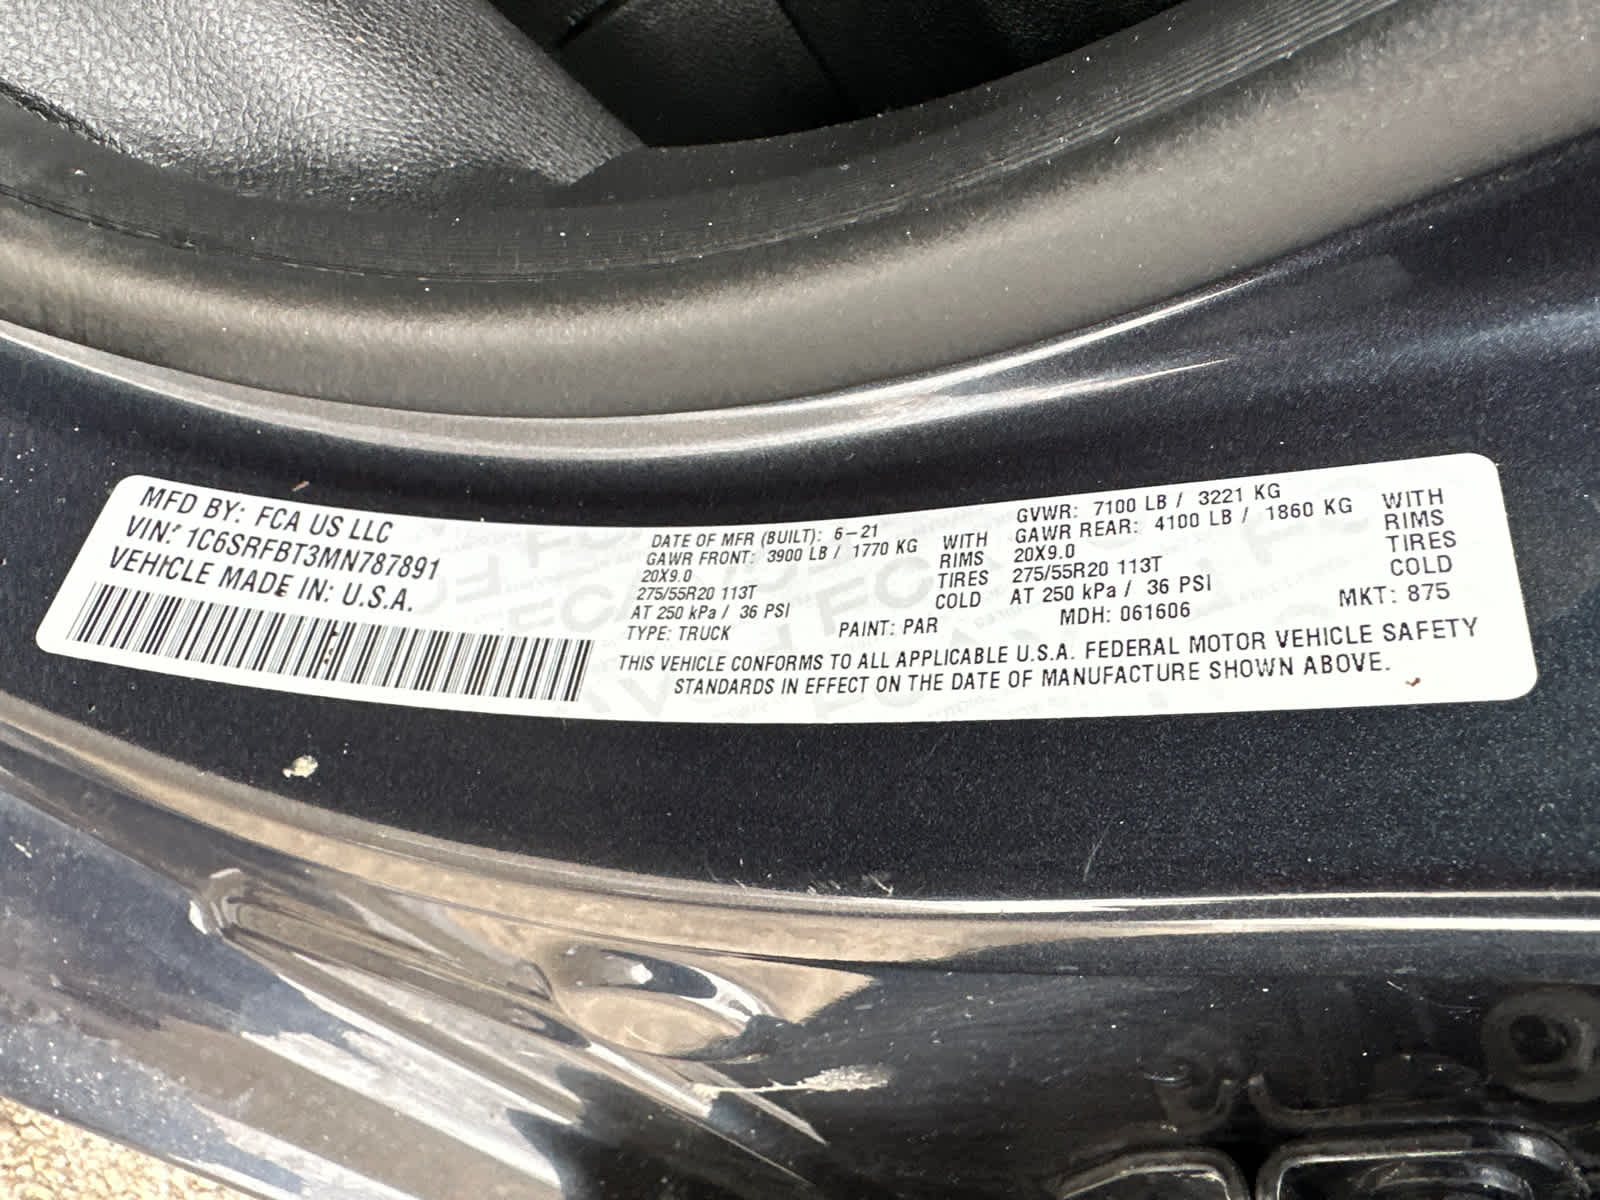 MFD BY: FCA US LLC
VIN: 1C6SRFBT3MN787891
VEHICLE MADE IN: U.S.A.
DATE OF MFR (BUILT): 6-21
GAWR FRONT: 3900 LB / 1770 KG WITH
20X9.0 RIMS
275/55R20 113T TIRES
AT 250 kPa / 36 PSI COLD
TYPE: TRUCK PAINT: PAR
GVWR: 7100 LB / 3221 KG
GAWR REAR: 4100 LB / 1860 KG WITH
20X9.0 RIMS
275/55R20 113T TIRES
AT 250 kPa / 36 PSI COLD
MDH: 061606 MKT: 875
THIS VEHICLE CONFORMS TO ALL APPLICABLE U.S.A. FEDERAL MOTOR VEHICLE SAFETY
STANDARDS IN EFFECT ON THE DATE OF MANUFACTURE SHOWN ABOVE.